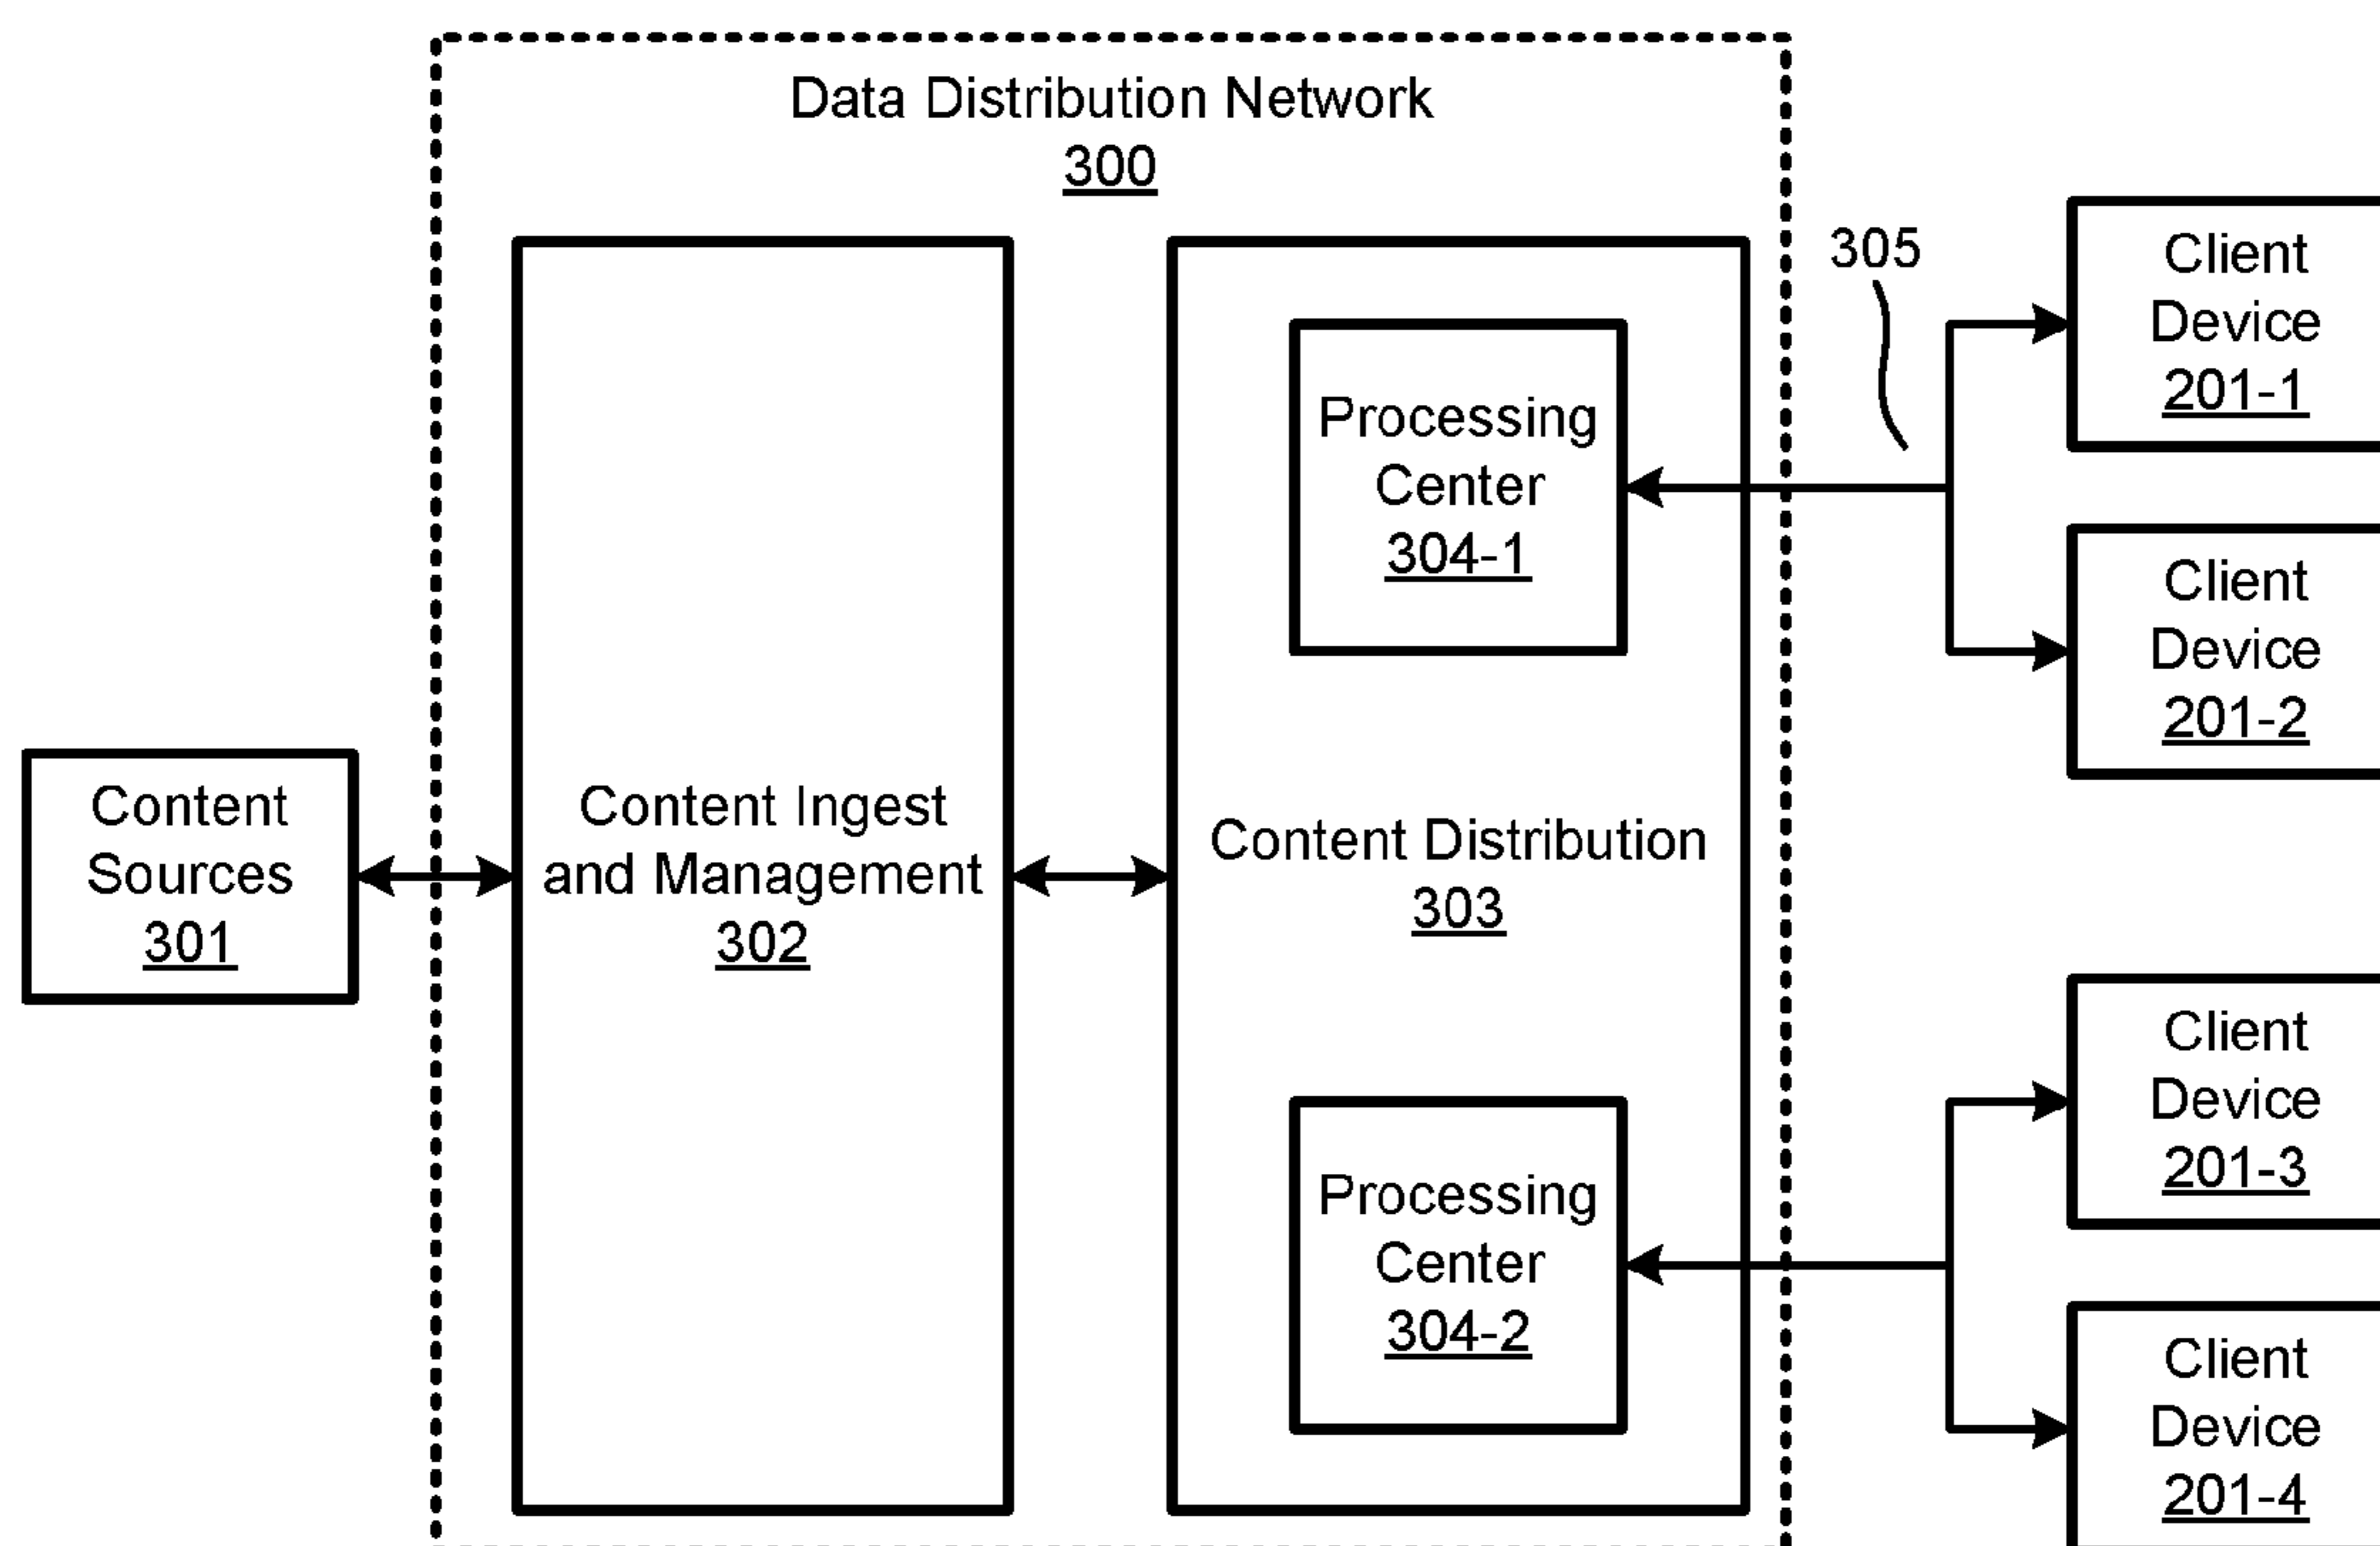 Data Distribution Network
300
Content
Sources
301
Content Ingest
and Management
302
Content Distribution
303
Processing
Center
304-1
Processing
Center
304-2
305
Client
Device
201-1
Client
Device
201-2
Client
Device
201-3
Client
Device
201-4